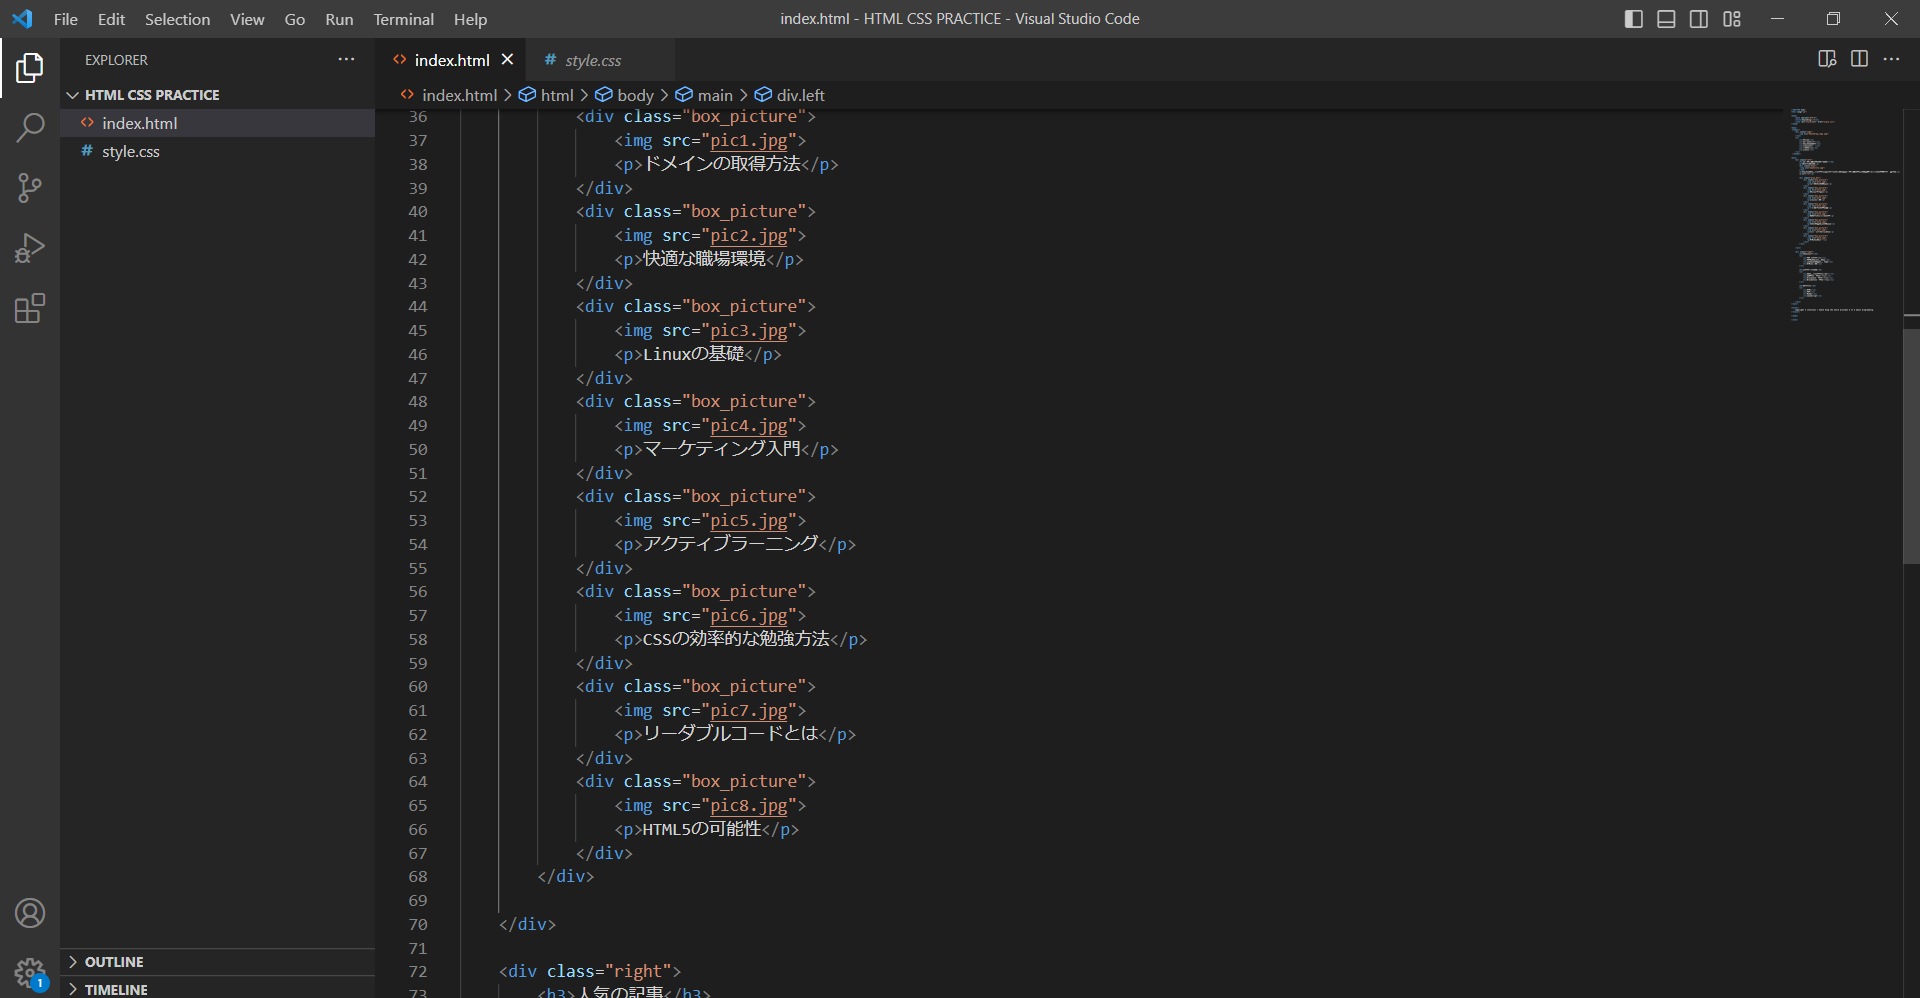 File Edit Selection View Go Run Terminal Help
index.html - HTML CSS PRACTICE - Visual Studio Code
EXPLORER
HTML CSS PRACTICE
index.html
# style.css
OUTLINE
TIMELINE
1
<> index.html ×
# style.css
<> index.html > html > body > main > div.left
36 <div class="box_picture">
37 <img src="pic1.jpg">
38 <p>ドメインの取得方法</p>
39 </div>
40 <div class="box_picture">
41 <img src="pic2.jpg">
42 <p>快適な職場環境</p>
43 </div>
44 <div class="box_picture">
45 <img src="pic3.jpg">
46 <p>Linuxの基礎</p>
47 </div>
48 <div class="box_picture">
49 <img src="pic4.jpg">
50 <p>マーケティング入門</p>
51 </div>
52 <div class="box_picture">
53 <img src="pic5.jpg">
54 <p>アクティブラーニング</p>
55 </div>
56 <div class="box_picture">
57 <img src="pic6.jpg">
58 <p>CSSの効率的な勉強方法</p>
59 </div>
60 <div class="box_picture">
61 <img src="pic7.jpg">
62 <p>リーダブルコードとは</p>
63 </div>
64 <div class="box_picture">
65 <img src="pic8.jpg">
66 <p>HTML5の可能性</p>
67 </div>
68 </div>
69
70 </div>
71
72 <div class="right">
73 <h3>人気の記事</h3>